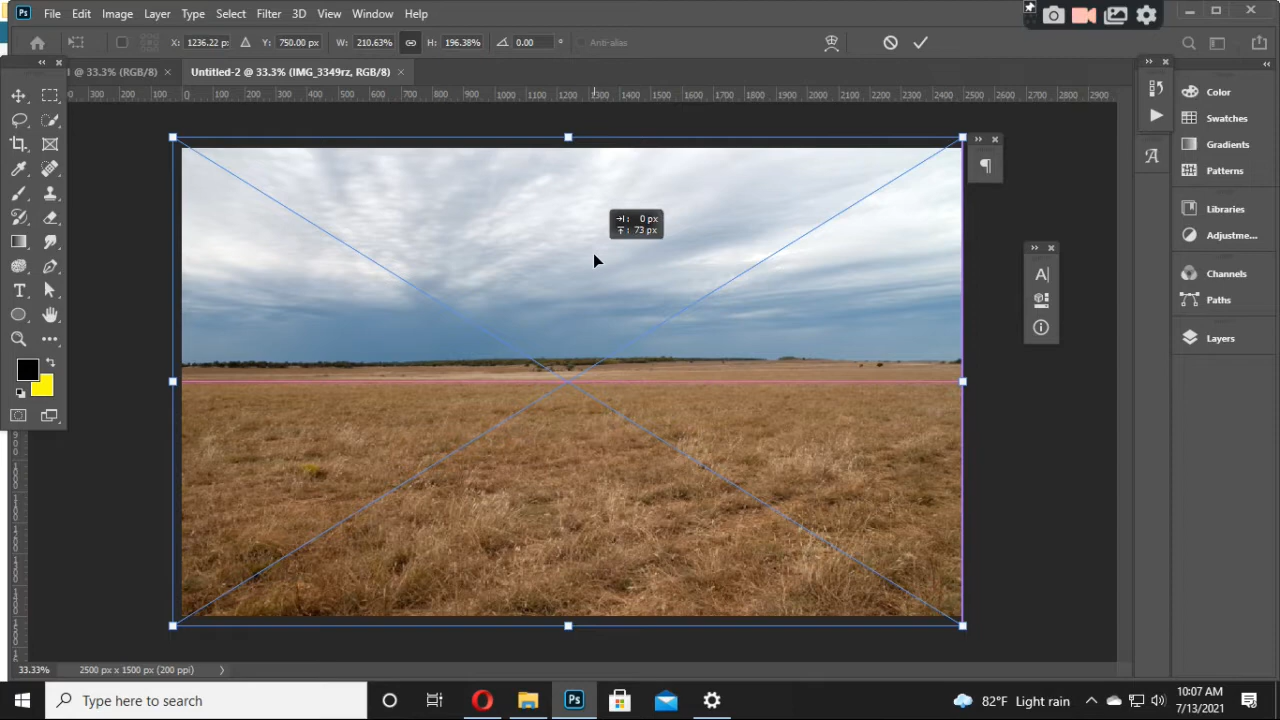 Ps File Edit Image Layer Type Select Filter 3D View Window Help
X: 1236.22 px Y: 750.00 px W: 210.63% H: 196.38% 0.00 ° Anti-alias
@ 33.3% (RGB/8) × Untitled-2 @ 33.3% (IMG_3349rz, RGB/8) ×
300 200 100 0 100 200 300 400 500 600 700 800 900 1000 1100 1200 1300 1400 1500 1600 1700 1800 1900 2000 2100 2200 2300 2400 2500 2600 2700 2800 2900
Color
Swatches
Gradients
Patterns
Libraries
Adjustme...
Channels
Paths
Layers
: 0 px
: 73 px
33.33% 2500 px x 1500 px (200 ppi)
Type here to search
Ps
82°F Light rain
10:07 AM
7/13/2021